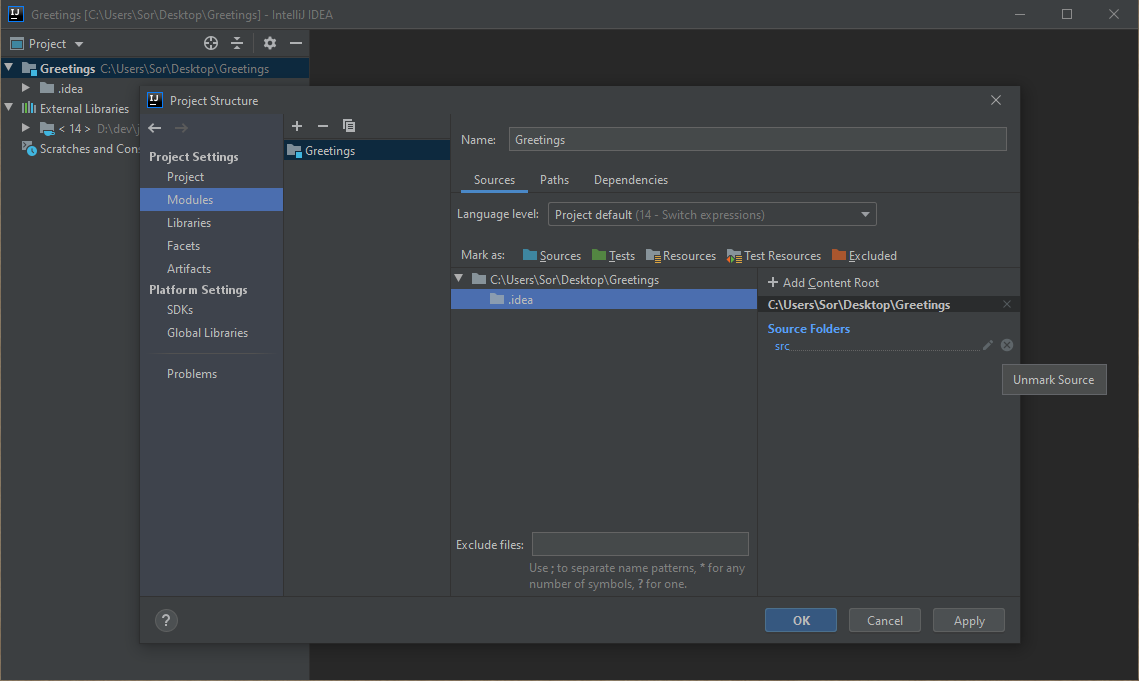 Greetings [C:\Users\Sor\Desktop\Greetings] - IntelliJ IDEA
Project
Greetings C:\Users\Sor\Desktop\Greetings
.idea
External Libraries
< 14 > D:\dev\j
Scratches and Cons
IJ
Project Structure
Project Settings
Project
Modules
Libraries
Facets
Artifacts
Platform Settings
SDKs
Global Libraries
Problems
Greetings
Name: Greetings
Sources Paths Dependencies
Language level: Project default (14 - Switch expressions)
Mark as: Sources Tests Resources Test Resources Excluded
C:\Users\Sor\Desktop\Greetings
.idea
+ Add Content Root
C:\Users\Sor\Desktop\Greetings
Source Folders
src
Unmark Source
Exclude files:
Use ; to separate name patterns, * for any
number of symbols, ? for one.
?
OK Cancel Apply